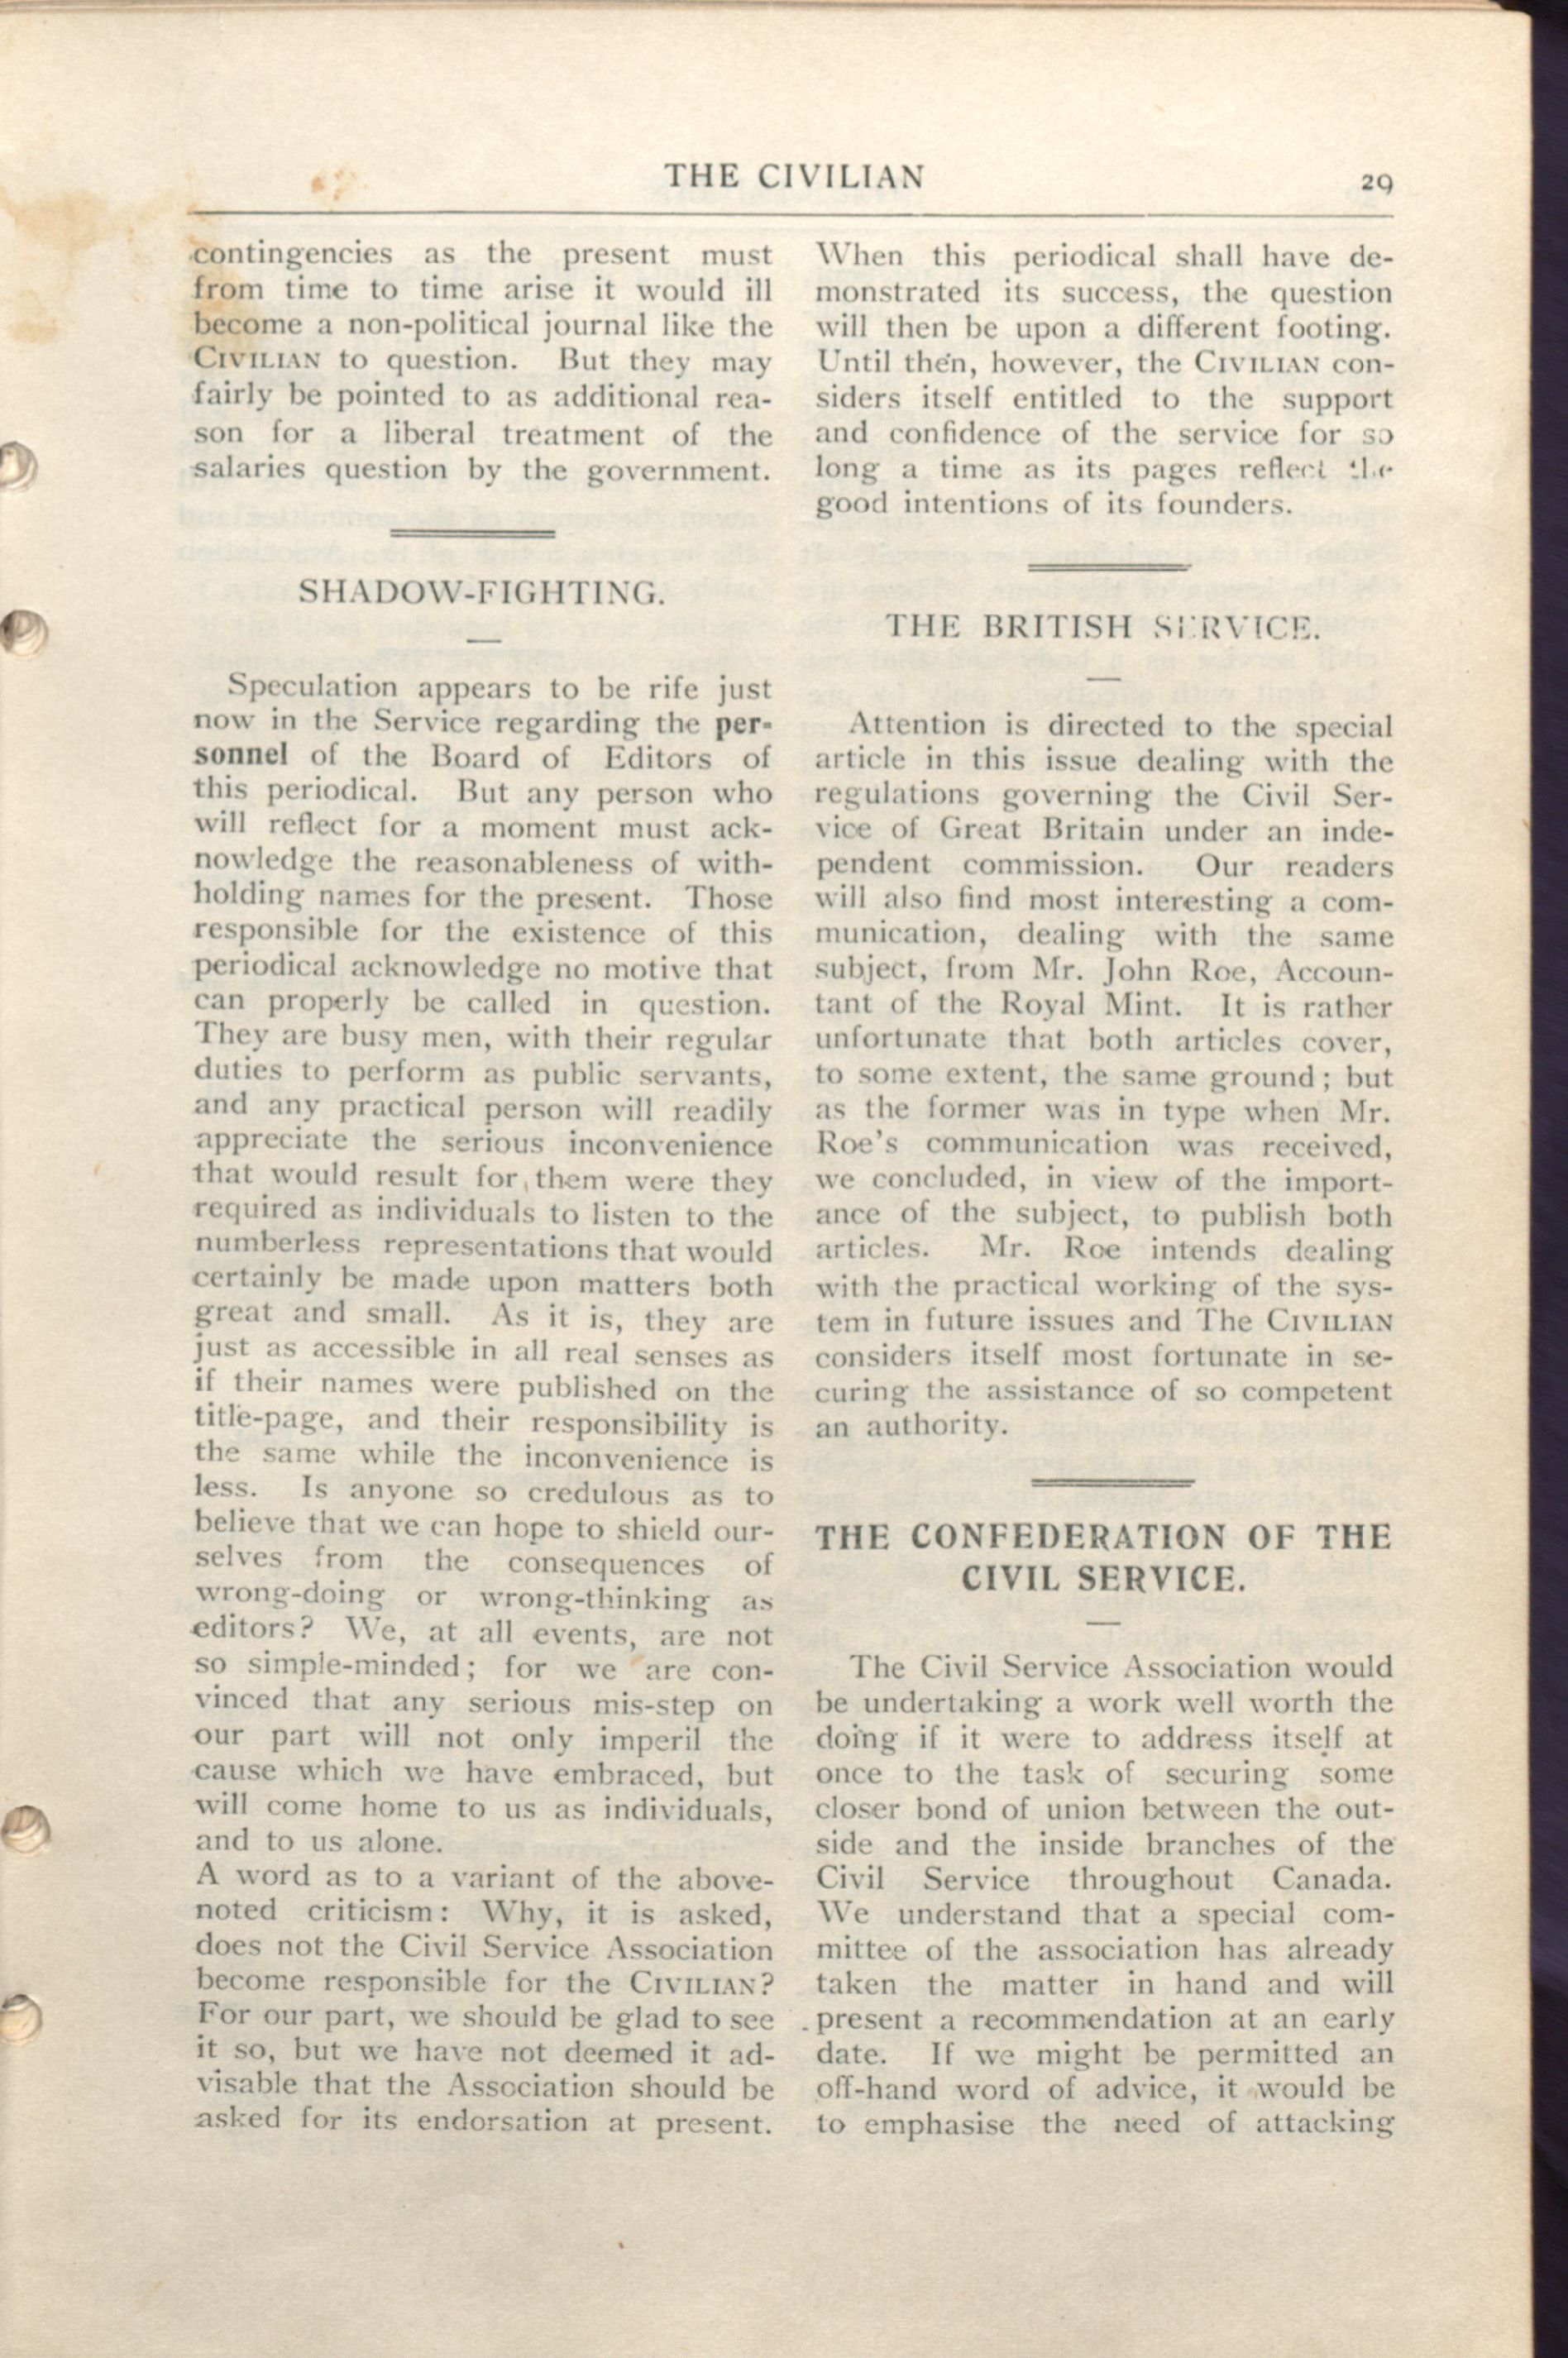 THE CIVILIAN
29
contingencies as the present must
from time to time arise it would ill
become a non-political journal like the
CIVILIAN to question. But they may
fairly be pointed to as additional rea-
son for a liberal treatment of the
salaries question by the government.
SHADOW-FIGHTING.
Speculation appears to be rife just
now in the Service regarding the per-
sonnel of the Board of Editors of
this periodical. But any person who
will reflect for a moment must ack-
nowledge the reasonableness of with-
holding names for the present. Those
responsible for the existence of this
periodical acknowledge no motive that
can properly be called in question.
They are busy men, with their regular
duties to perform as public servants,
and any practical person will readily
appreciate the serious inconvenience
that would result for them were they
required as individuals to listen to the
numberless representations that would
certainly be made upon matters both
great and small. As it is, they are
just as accessible in all real senses as
if their names were published on the
title-page, and their responsibility is
the same while the inconvenience is
less. Is anyone so credulous as to
believe that we can hope to shield our-
selves from the consequences of
wrong-doing or wrong-thinking as
editors? We, at all events, are not
so simple-minded; for we are con-
vinced that any serious mis-step on
our part will not only imperil the
cause which we have embraced, but
will come home to us as individuals,
and to us alone.
A word as to a variant of the above-
noted criticism: Why, it is asked,
does not the Civil Service Association
become responsible for the CIVILIAN?
For our part, we should be glad to see
it so, but we have not deemed it ad-
visable that the Association should be
asked for its endorsation at present.
When this periodical shall have de-
monstrated its success, the question
will then be upon a different footing.
Until then, however, the CIVILIAN con-
siders itself entitled to the support
and confidence of the service for so
long a time as its pages reflect the
good intentions of its founders.
THE BRITISH SERVICE.
Attention is directed to the special
article in this issue dealing with the
regulations governing the Civil Ser-
vice of Great Britain under an inde-
pendent commission. Our readers
will also find most interesting a com-
munication, dealing with the same
subject, from Mr. John Roe, Accoun-
tant of the Royal Mint. It is rather
unfortunate that both articles cover,
to some extent, the same ground; but
as the former was in type when Mr.
Roe's communication was received,
we concluded, in view of the import-
ance of the subject, to publish both
articles. Mr. Roe intends dealing
with the practical working of the sys-
tem in future issues and The CIVILIAN
considers itself most fortunate in se-
curing the assistance of so competent
an authority.
THE CONFEDERATION OF THE
CIVIL SERVICE.
The Civil Service Association would
be undertaking a work well worth the
doing if it were to address itself at
once to the task of securing some
closer bond of union between the out-
side and the inside branches of the
Civil Service throughout Canada.
We understand that a special com-
mittee of the association has already
taken the matter in hand and will
present a recommendation at an early
date. If we might be permitted an
off-hand word of advice, it would be
to emphasise the need of attacking